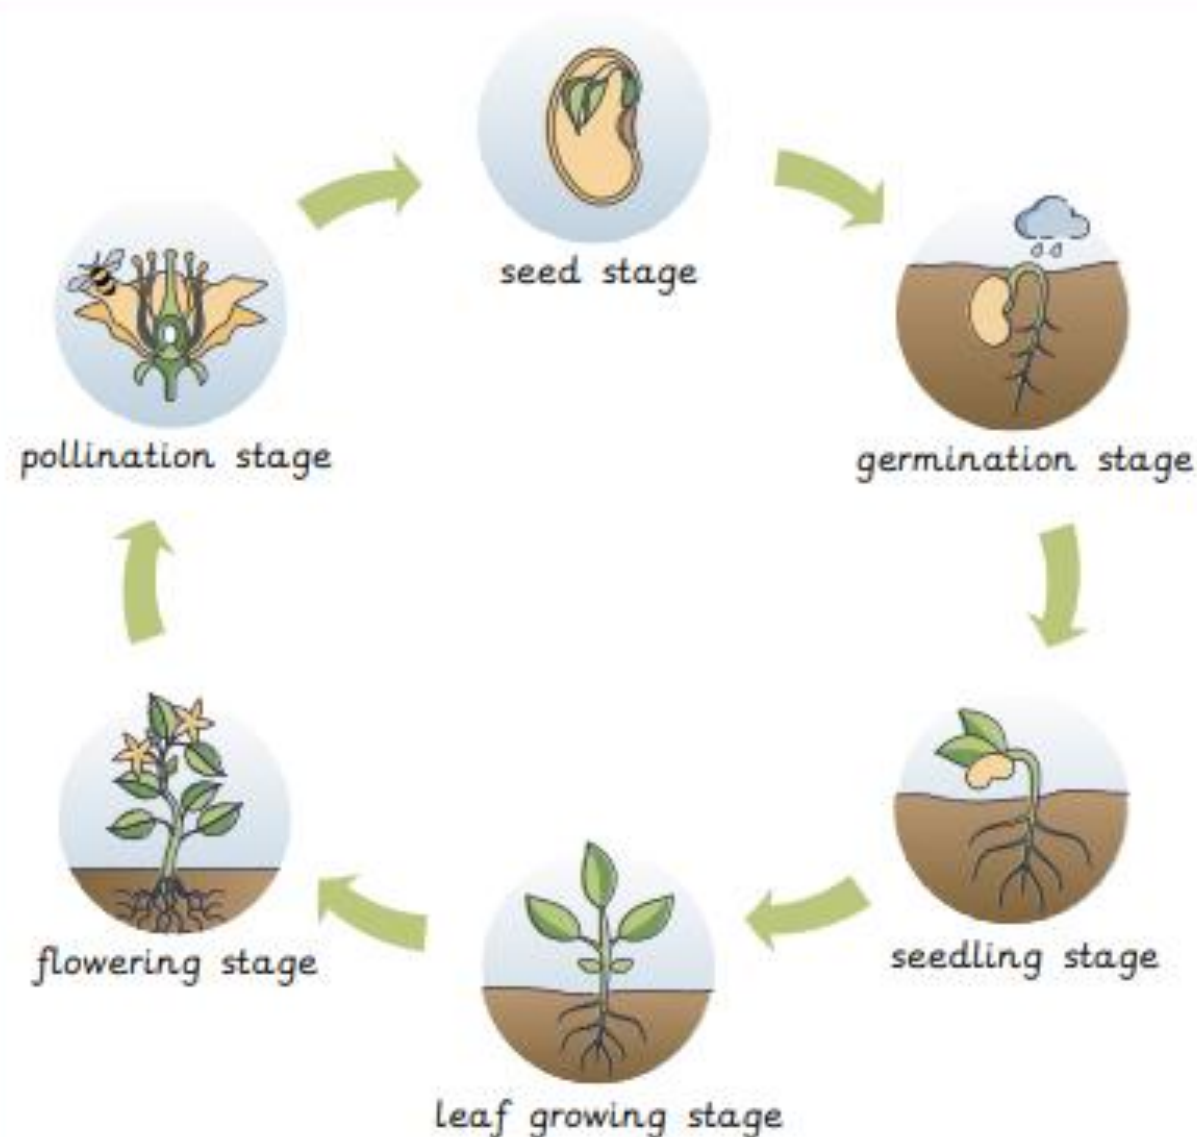 seed stage
pollination stage
germination stage
flowering stage
seedling stage
leaf growing stage